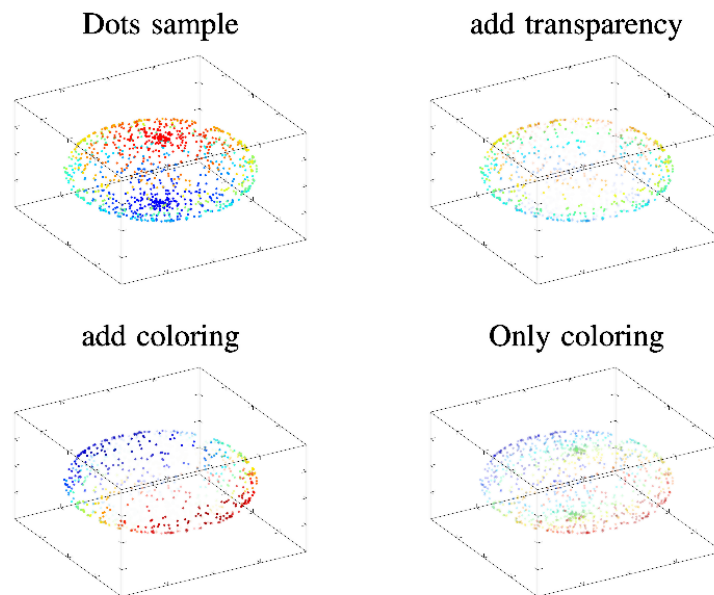 Dots sample
add transparency
add coloring
Only coloring